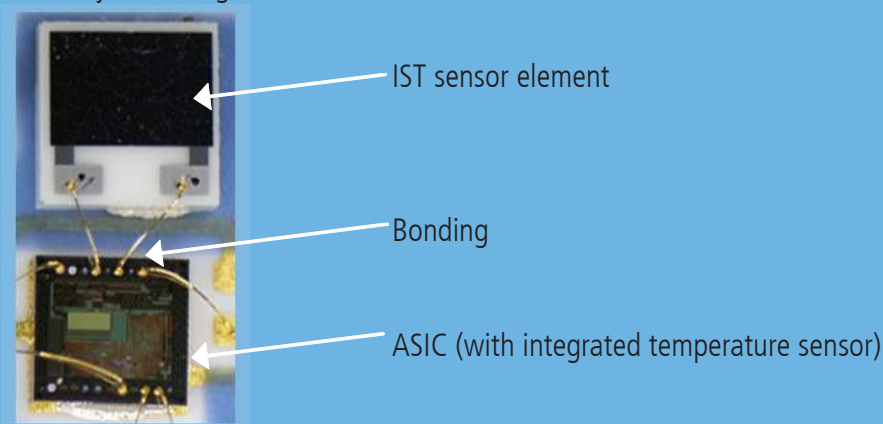 IST sensor element
Bonding
ASIC (with integrated temperature sensor)